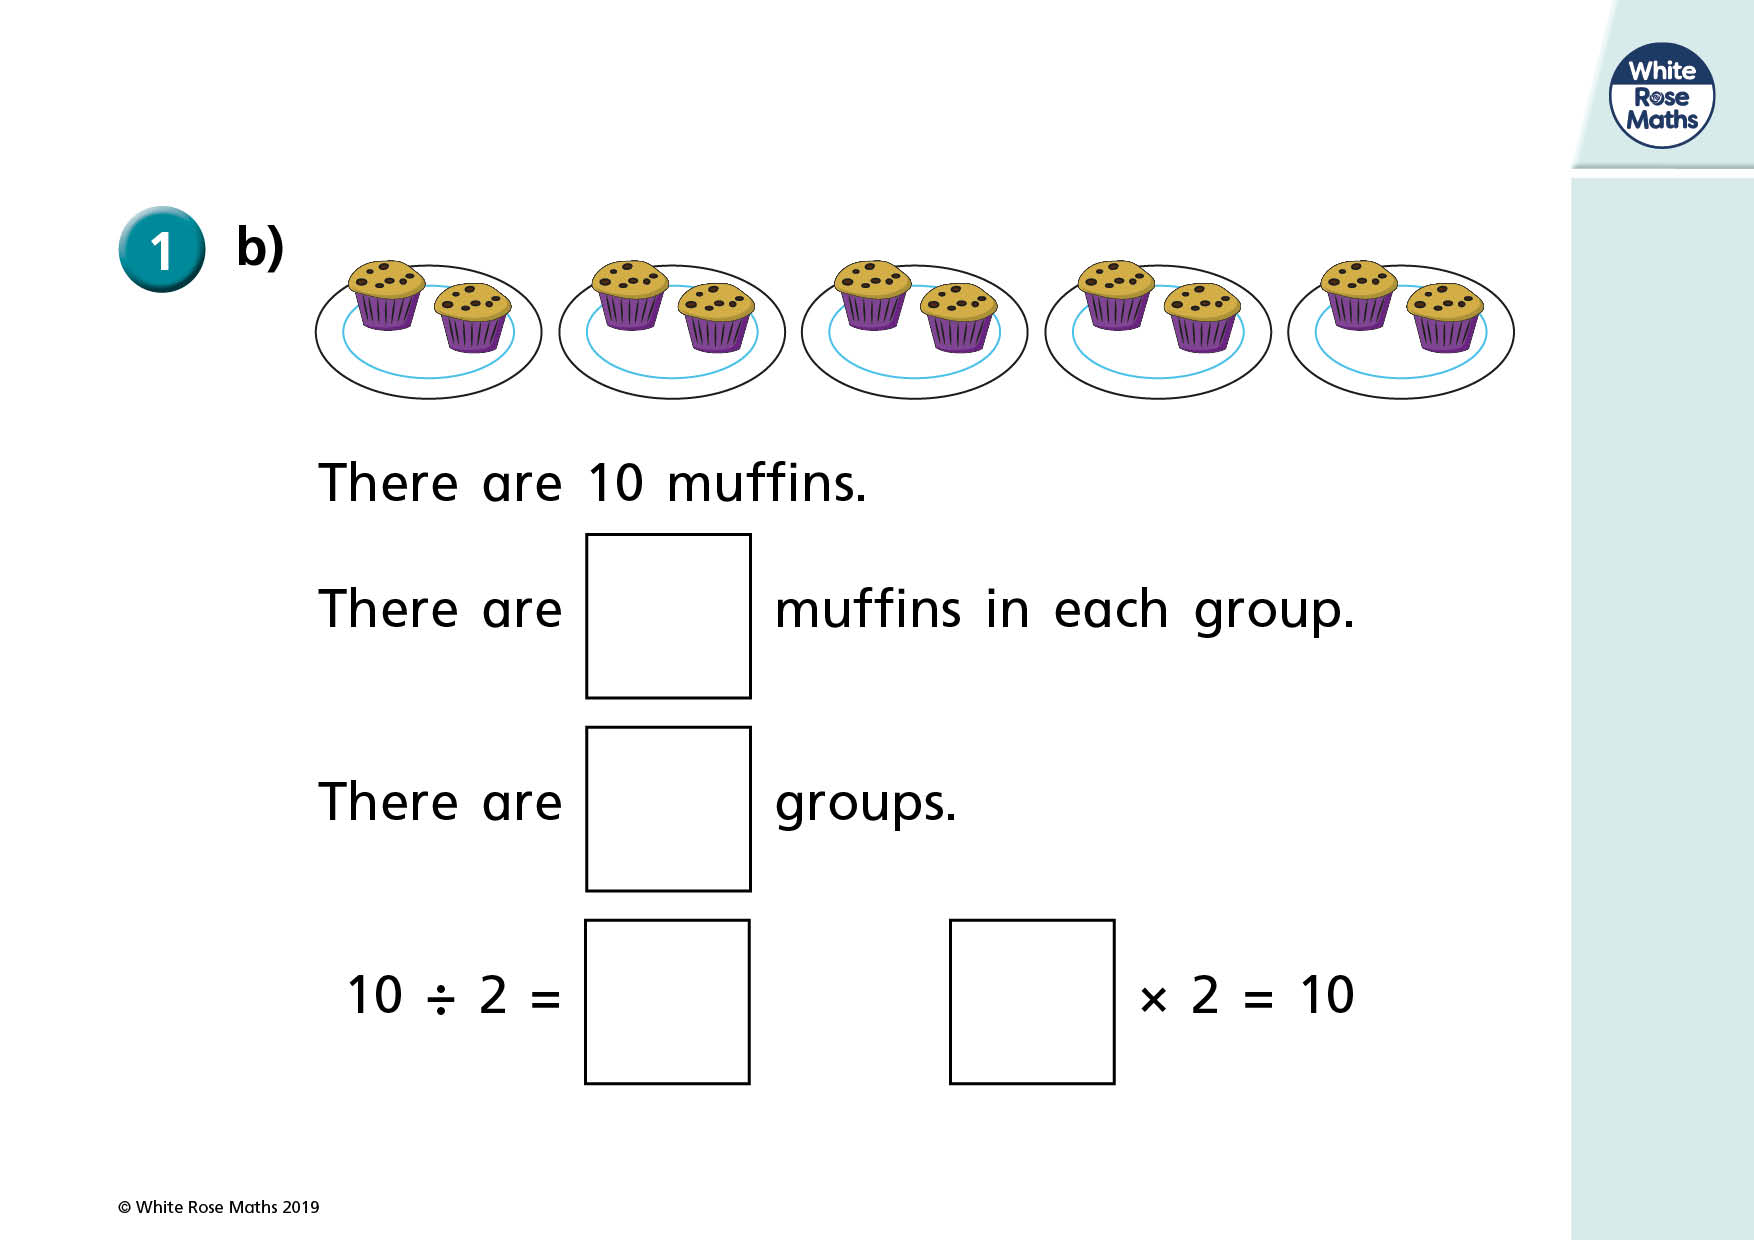 White
Rose
Maths
1 b)
There are 10 muffins.
There are muffins in each group.
There are groups.
10 ÷ 2 =
× 2 = 10
© White Rose Maths 2019